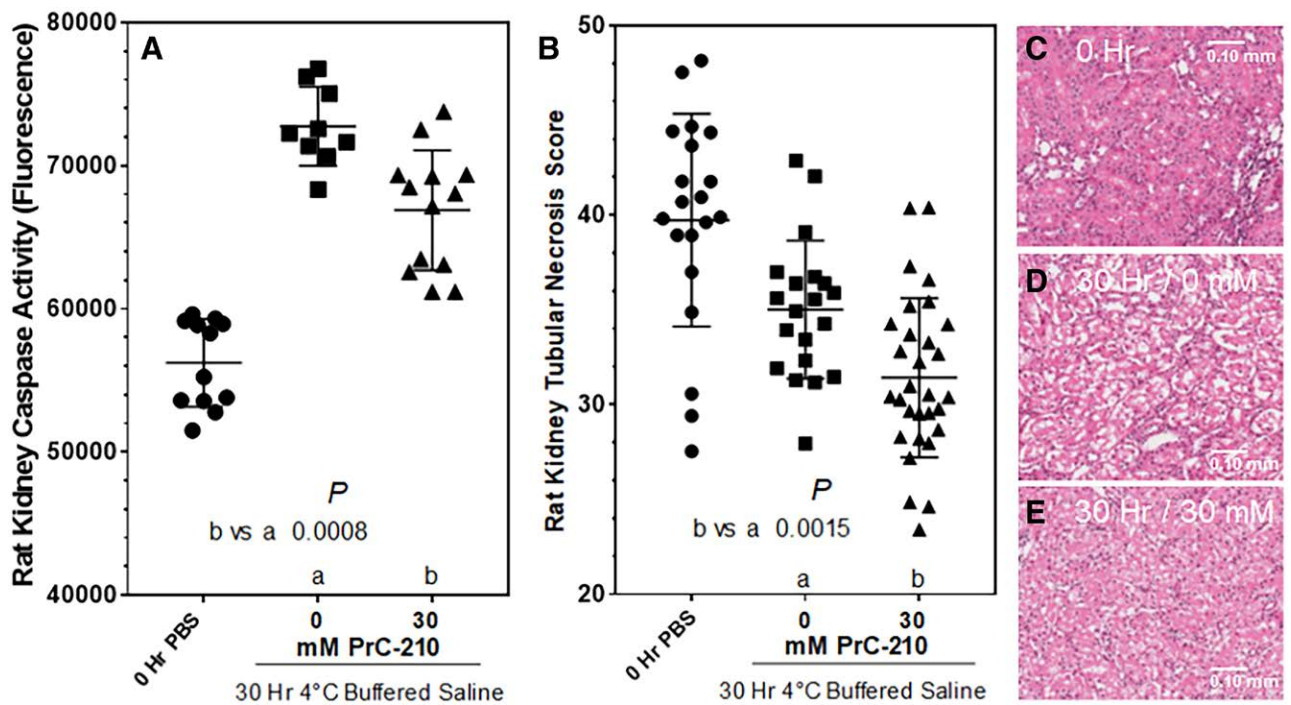 A
Rat Kidney Caspase Activity (Fluorescence)
80000
70000
60000
50000
40000
P
b vs a 0.0008
a
b
0 Hr PBS
0
30
mM PrC-210
30 Hr 4°C Buffered Saline
B
Rat Kidney Tubular Necrosis Score
50
40
30
20
P
b vs a 0.0015
a
b
0 Hr PBS
0
30
mM PrC-210
30 Hr 4°C Buffered Saline
C 0 Hr
0.10 mm
D 30 Hr / 0 mM
0.10 mm
E 30 Hr / 30 mM
0.10 mm